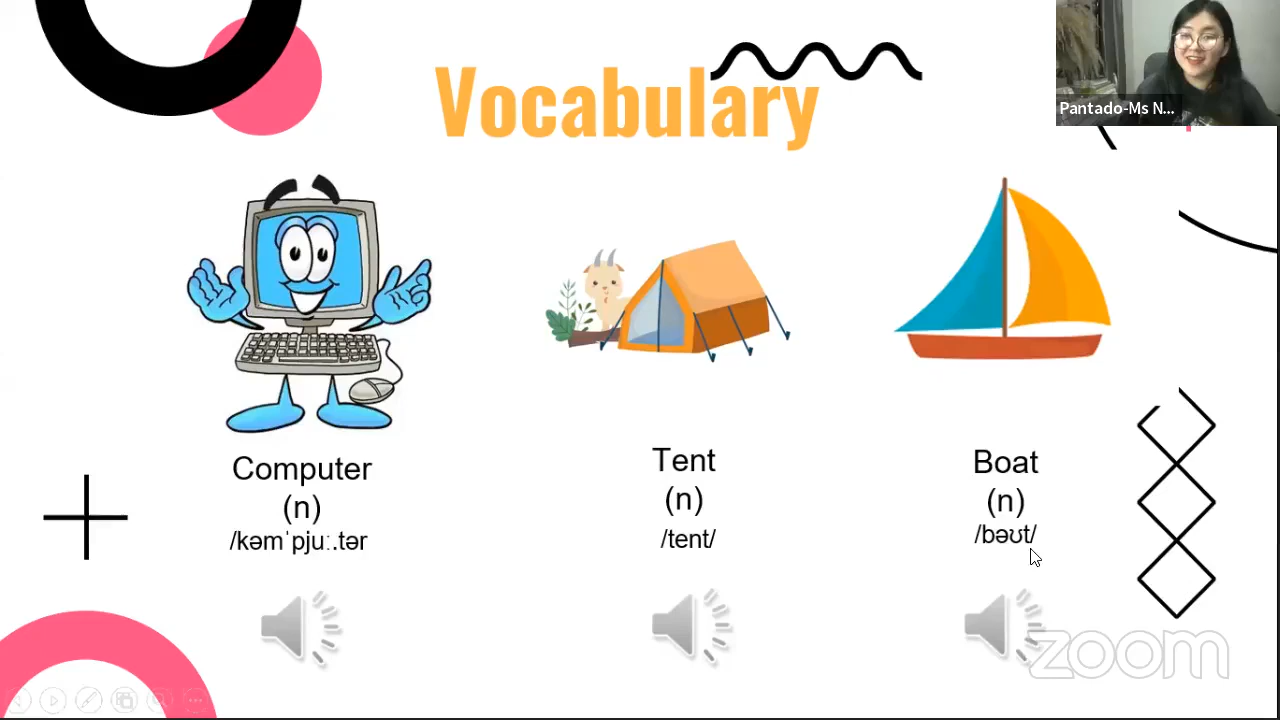 Vocabulary
Pantado-Ms N...
Computer
(n)
/kəmˈpjuː.tər
Tent
(n)
/tent/
Boat
(n)
/bəʊt/
zoom